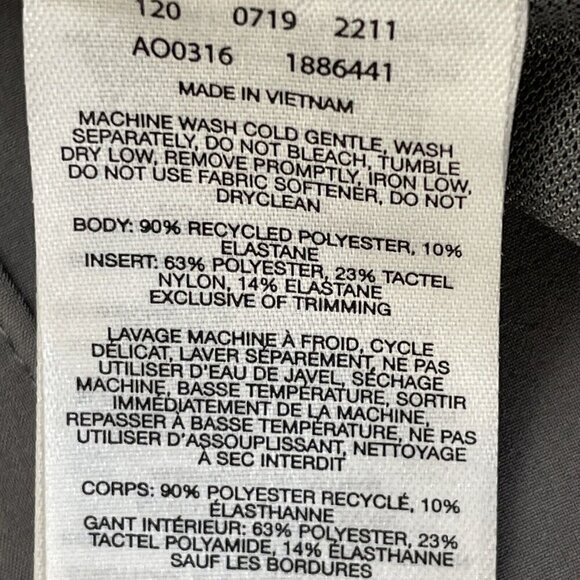 120 0719 2211
AO0316 1886441
MADE IN VIETNAM
MACHINE WASH COLD GENTLE, WASH
SEPARATELY, DO NOT BLEACH, TUMBLE
DRY LOW, REMOVE PROMPTLY, IRON LOW,
DO NOT USE FABRIC SOFTENER, DO NOT
DRYCLEAN
BODY: 90% RECYCLED POLYESTER, 10%
ELASTANE
INSERT: 63% POLYESTER, 23% TACTEL
NYLON, 14% ELASTANE
EXCLUSIVE OF TRIMMING
LAVAGE MACHINE À FROID, CYCLE
DÉLICAT, LAVER SÉPAREMENT, NE PAS
UTILISER D'EAU DE JAVEL, SÉCHAGE
MACHINE, BASSE TEMPÉRATURE, SORTIR
IMMÉDIATEMENT DE LA MACHINE,
REPASSER À BASSE TEMPÉRATURE, NE PAS
UTILISER D'ASSOUPLISSANT, NETTOYAGE
À SEC INTERDIT
CORPS: 90% POLYESTER RECYCLÉ, 10%
ÉLASTHANNE
GANT INTÉRIEUR: 63% POLYESTER, 23%
TACTEL POLYAMIDE, 14% ÉLASTHANNE
SAUF LES BORDURES